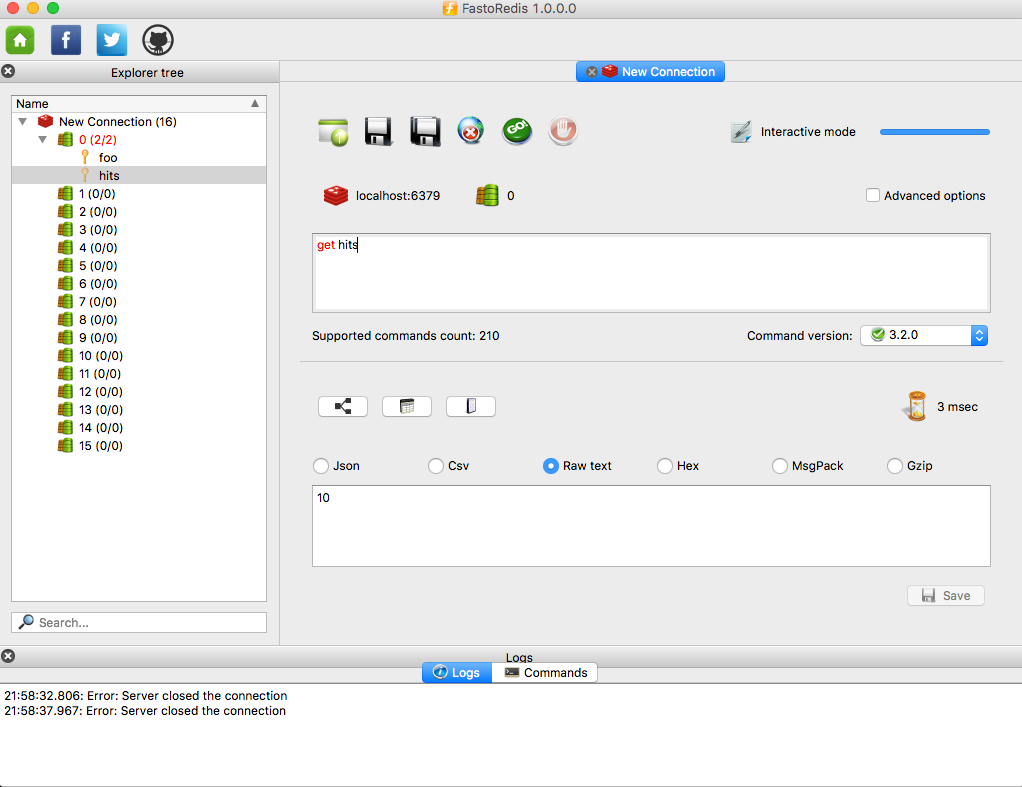 FastoRedis 1.0.0.0
Explorer tree
New Connection
Name
New Connection (16)
0 (2/2)
foo
hits
1 (0/0)
2 (0/0)
3 (0/0)
4 (0/0)
5 (0/0)
6 (0/0)
7 (0/0)
8 (0/0)
9 (0/0)
10 (0/0)
11 (0/0)
12 (0/0)
13 (0/0)
14 (0/0)
15 (0/0)
Search...
GO!
Interactive mode
localhost:6379
0
Advanced options
get hits
Supported commands count: 210
Command version:
3.2.0
3 msec
Json
Csv
Raw text
Hex
MsgPack
Gzip
10
Save
Logs
Logs
Commands
21:58:32.806: Error: Server closed the connection
21:58:37.967: Error: Server closed the connection